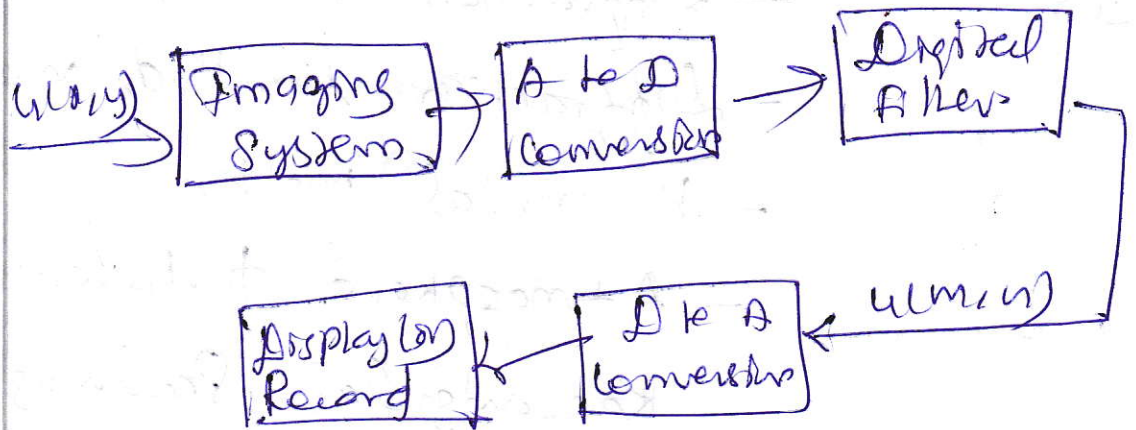 u(x,y)
Imaging
System
A to D
Conversion
Digital
filter
u(m,n)
D to A
Conversion
Display (or)
Record